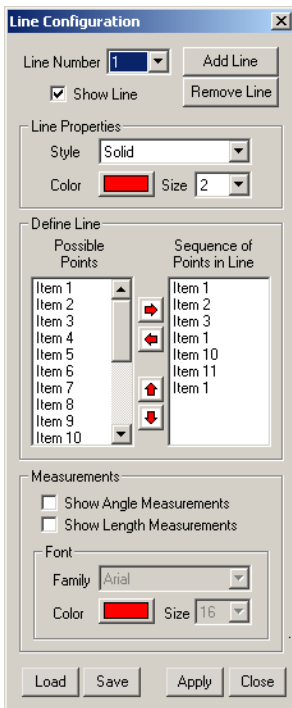 Line Configuration
Line Number 1 Add Line
Show Line Remove Line
Line Properties
Style Solid
Color Size 2
Define Line
Possible Points
Sequence of Points in Line
Item 1
Item 2
Item 3
Item 4
Item 5
Item 6
Item 7
Item 8
Item 9
Item 10
Item 1
Item 2
Item 3
Item 1
Item 10
Item 11
Item 1
Measurements
Show Angle Measurements
Show Length Measurements
Font
Family Arial
Color Size 16
Load Save Apply Close